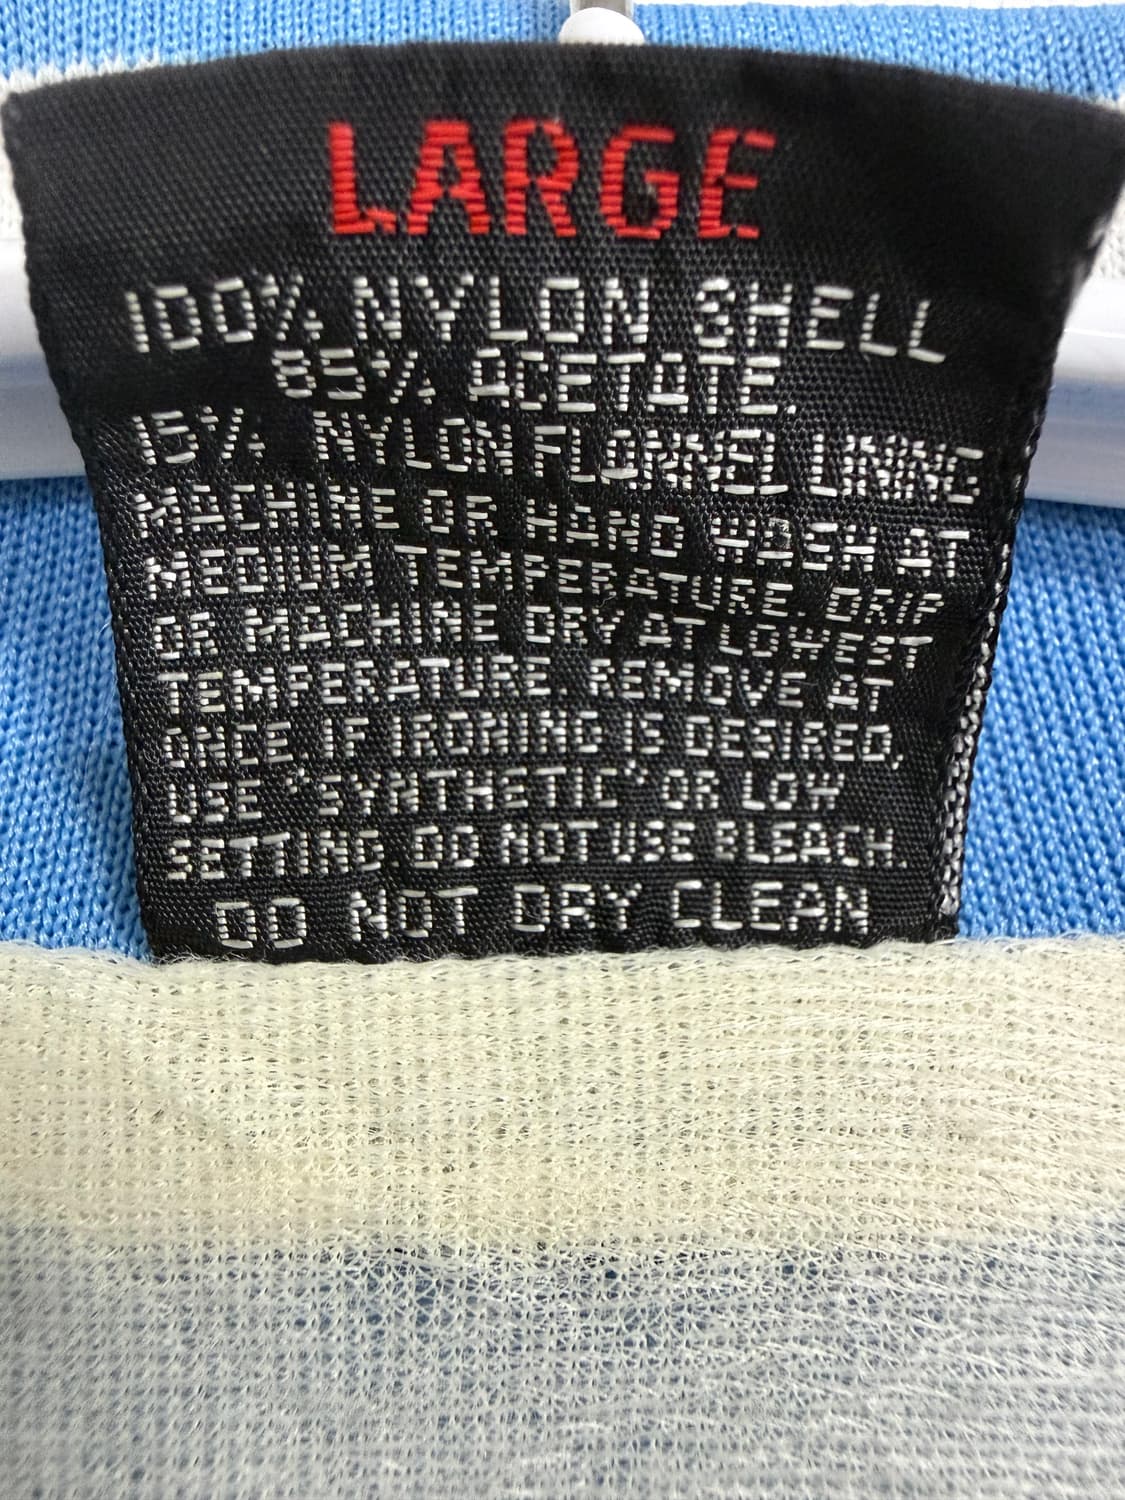 LARGE
100% NYLON SHELL
85% ACETATE.
15% NYLON FLANNEL LINING
MACHINE OR HAND WASH AT
MEDIUM TEMPERATURE. DRIP
OR MACHINE DRY AT LOWEST
TEMPERATURE REMOVE AT
ONCE, IF IRONING IS DESIRED,
USE "SYNTHETIC" OR LOW
SETTING DO NOT USE BLEACH.
DO NOT DRY CLEAN